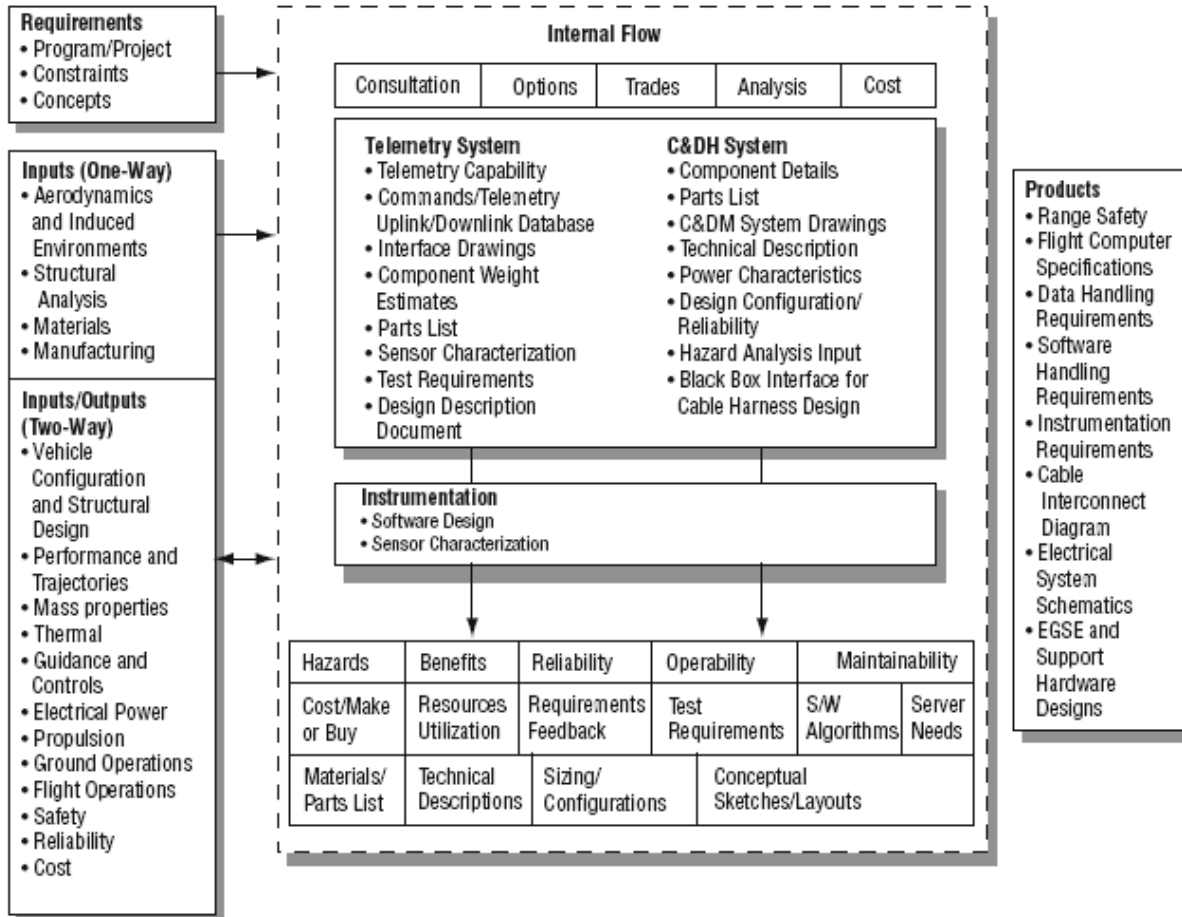 Requirements
• Program/Project
• Constraints
• Concepts
Inputs (One-Way)
• Aerodynamics
and Induced
Environments
• Structural
Analysis
• Materials
• Manufacturing
Inputs/Outputs
(Two-Way)
• Vehicle
Configuration
and Structural
Design
• Performance and
Trajectories
• Mass properties
• Thermal
• Guidance and
Controls
• Electrical Power
• Propulsion
• Ground Operations
• Flight Operations
• Safety
• Reliability
• Cost
Internal Flow
Consultation Options Trades Analysis Cost
Telemetry System
• Telemetry Capability
• Commands/Telemetry
Uplink/Downlink Database
• Interface Drawings
• Component Weight
Estimates
• Parts List
• Sensor Characterization
• Test Requirements
• Design Description
Document
C&DH System
• Component Details
• Parts List
• C&DM System Drawings
• Technical Description
• Power Characteristics
• Design Configuration/
Reliability
• Hazard Analysis Input
• Black Box Interface for
Cable Harness Design
Instrumentation
• Software Design
• Sensor Characterization
Hazards Benefits Reliability Operability Maintainability
Cost/Make
or Buy
Resources
Utilization
Requirements
Feedback
Test
Requirements
S/W
Algorithms
Server
Needs
Materials/
Parts List
Technical
Descriptions
Sizing/
Configurations
Conceptual
Sketches/Layouts
Products
• Range Safety
• Flight Computer
Specifications
• Data Handling
Requirements
• Software
Handling
Requirements
• Instrumentation
Requirements
• Cable
Interconnect
Diagram
• Electrical
System
Schematics
• EGSE and
Support
Hardware
Designs